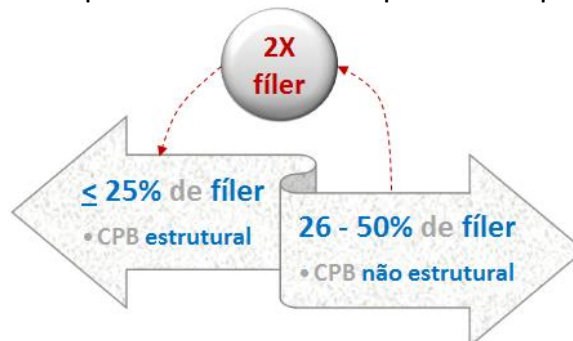 2X
fíler
≤ 25% de fíler
• CPB estrutural
26 - 50% de fíler
• CPB não estrutural